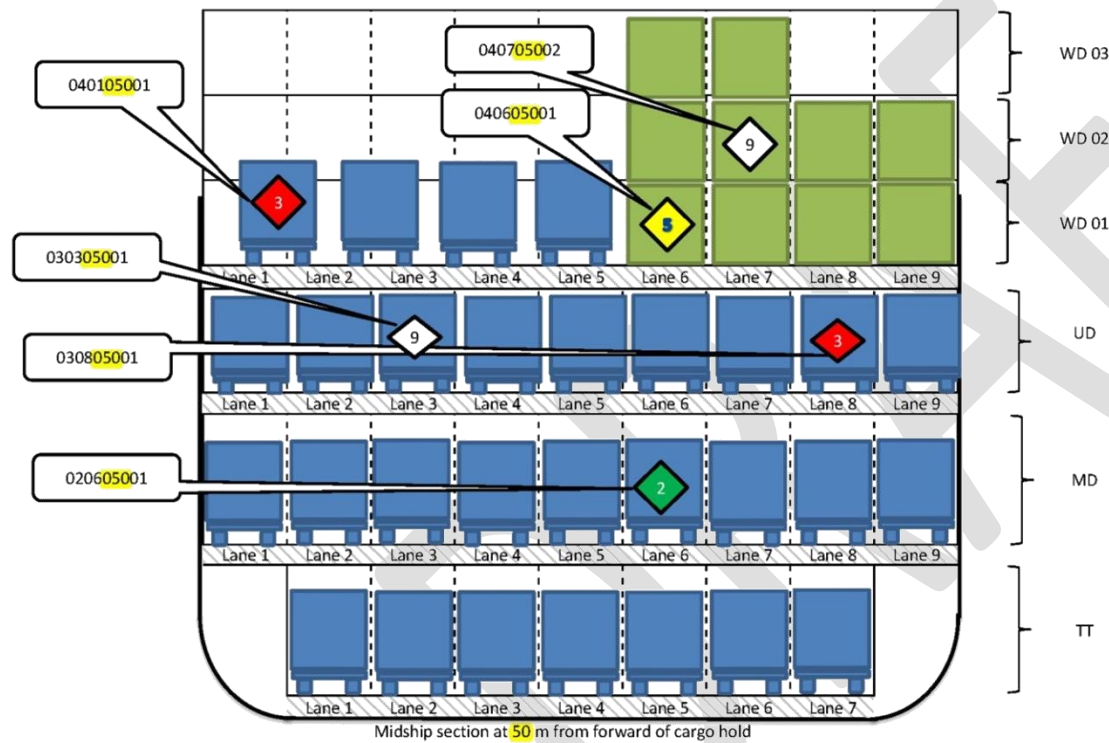 WD 03
040705002
040105001
040605001
9
WD 02
3
5
WD 01
030305001
Lane 1 Lane 2 Lane 3 Lane 4 Lane 5 Lane 6 Lane 7 Lane 8 Lane 9
9
3
UD
030805001
Lane 1 Lane 2 Lane 3 Lane 4 Lane 5 Lane 6 Lane 7 Lane 8 Lane 9
020605001
2
MD
Lane 1 Lane 2 Lane 3 Lane 4 Lane 5 Lane 6 Lane 7 Lane 8 Lane 9
TT
Lane 1 Lane 2 Lane 3 Lane 4 Lane 5 Lane 6 Lane 7
Midship section at 50 m from forward of cargo hold